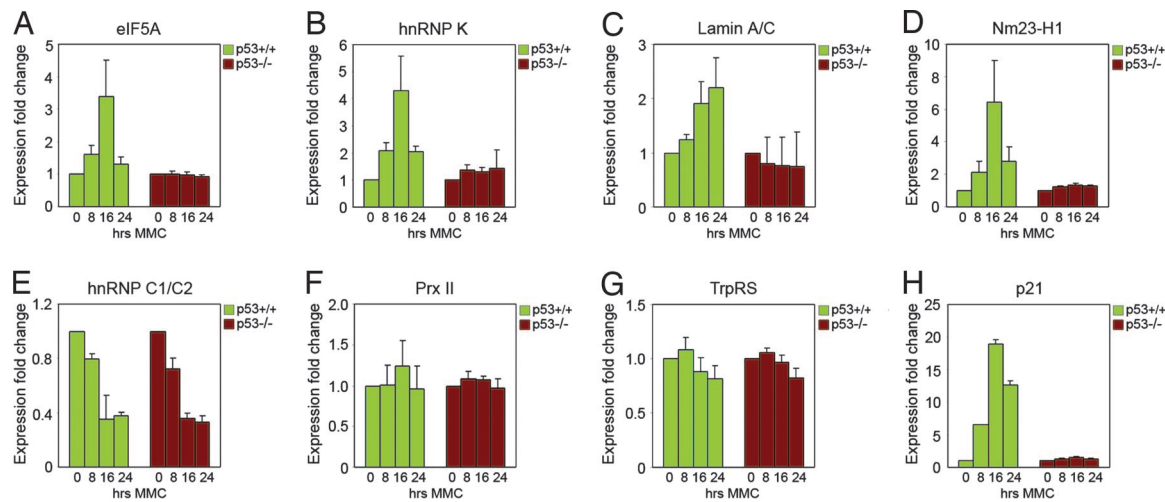 A
eIF5A
Expression fold change
5
4
3
2
1
0
0 8 16 24
0 8 16 24
hrs MMC
p53+/+
p53-/-
B
hnRNP K
Expression fold change
6
5
4
3
2
1
0
0 8 16 24
0 8 16 24
hrs MMC
p53+/+
p53-/-
C
Lamin A/C
Expression fold change
3
2
1
0
0 8 16 24
0 8 16 24
hrs MMC
p53+/+
p53-/-
D
Nm23-H1
Expression fold change
10
8
6
4
2
0
0 8 16 24
0 8 16 24
hrs MMC
p53+/+
p53-/-
E
hnRNP C1/C2
Expression fold change
1.2
0.8
0.4
0
0 8 16 24
0 8 16 24
hrs MMC
p53+/+
p53-/-
F
Prx II
Expression fold change
2.0
1.5
1.0
0.5
0
0 8 16 24
0 8 16 24
hrs MMC
p53+/+
p53-/-
G
TrpRS
Expression fold change
1.5
1.0
0.5
0
0 8 16 24
0 8 16 24
hrs MMC
p53+/+
p53-/-
H
p21
Expression fold change
25
20
15
10
5
0
0 8 16 24
0 8 16 24
hrs MMC
p53+/+
p53-/-